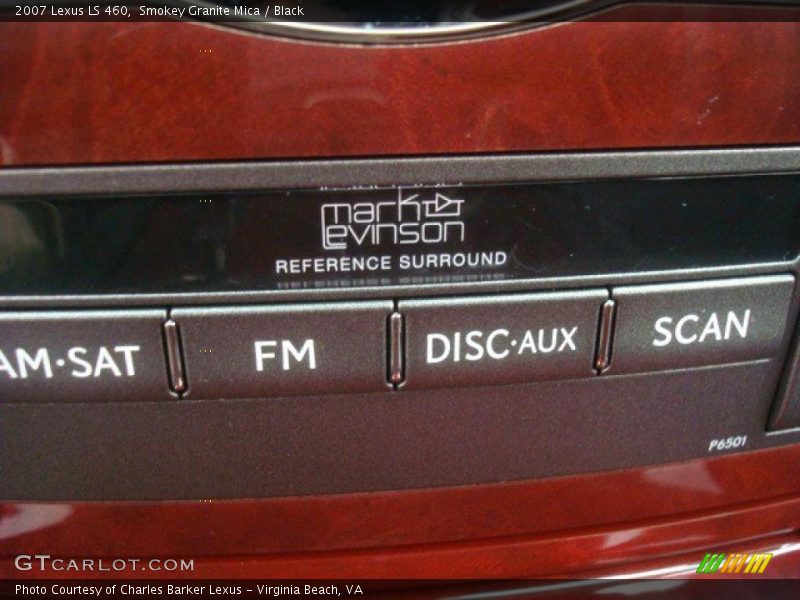 2007 Lexus LS 460, Smokey Granite Mica / Black
mark
Levinson
REFERENCE SURROUND
AM·SAT FM DISC·AUX SCAN
P6501
GTCARLOT.COM
Photo Courtesy of Charles Barker Lexus - Virginia Beach, VA